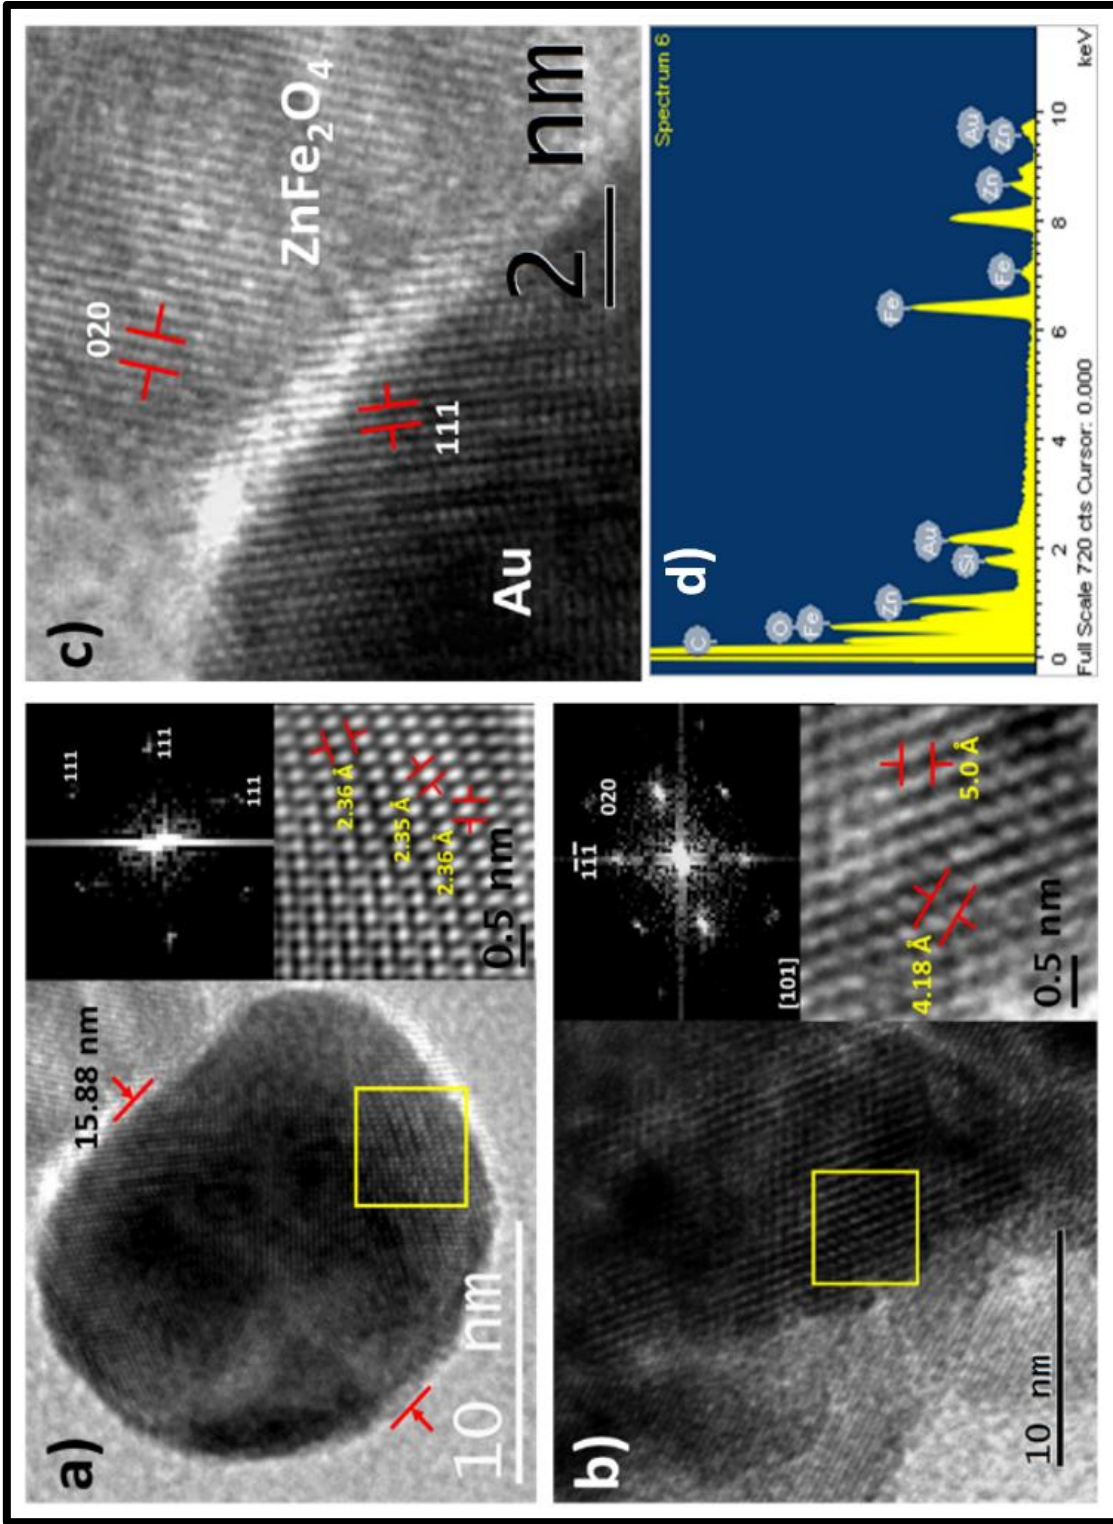 a)
15.88 nm
10 nm
111
111
111
2.36 Å
2.35 Å
2.36 Å
0.5 nm
b)
10 nm
1̅1̅1
020
[101]
4.18 Å
5.0 Å
0.5 nm
c)
020
ZnFe₂O₄
111
Au
2 nm
d)
Spectrum 6
C
O
Fe
Zn
Si
Au
Fe
Fe
Zn
Au
Zn
0 2 4 6 8 10
Full Scale 720 cts Cursor: 0.000 keV